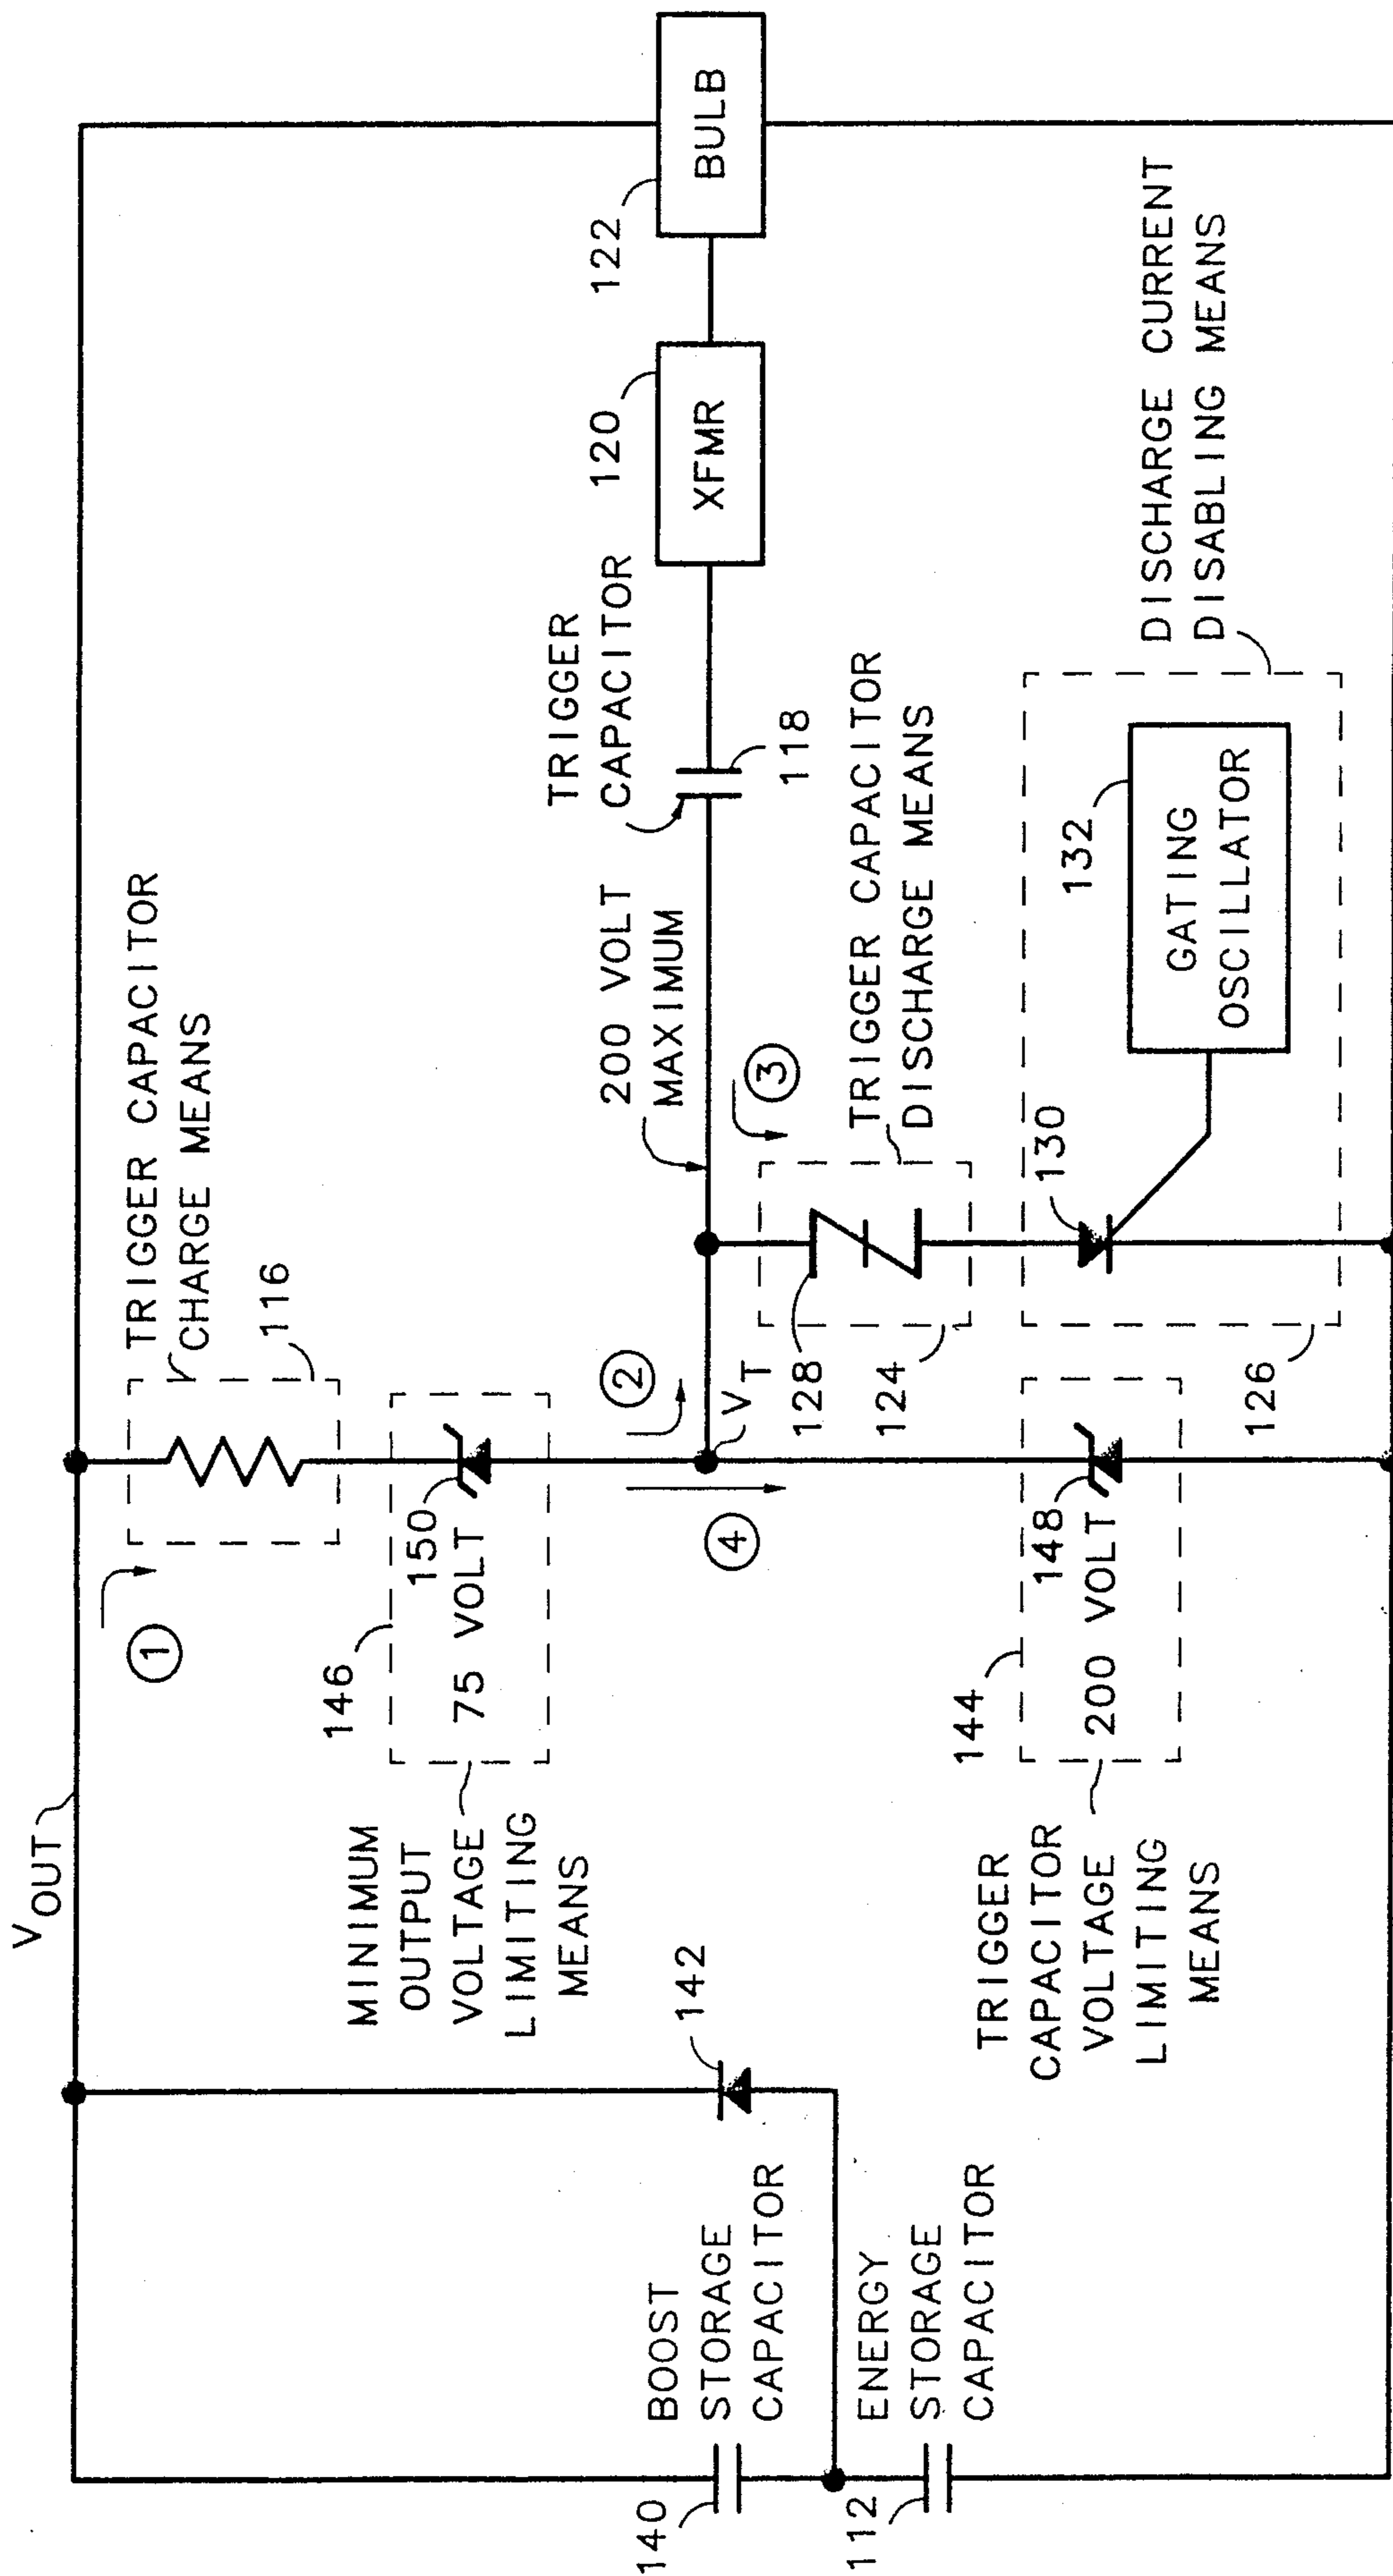 V OUT
1
TRIGGER CAPACITOR
CHARGE MEANS
116
146
150
75 VOLT
MINIMUM
OUTPUT
VOLTAGE
LIMITING
MEANS
2
4
V T
200 VOLT
MAXIMUM
3
TRIGGER
CAPACITOR
118
120
XFMR
122
BULB
142
BOOST
STORAGE
CAPACITOR
140
ENERGY
STORAGE
CAPACITOR
112
TRIGGER CAPACITOR
DISCHARGE MEANS
128
124
144
148
200 VOLT
TRIGGER
CAPACITOR
VOLTAGE
LIMITING
MEANS
130
132
GATING
OSCILLATOR
126
DISCHARGE CURRENT
DISABLING MEANS